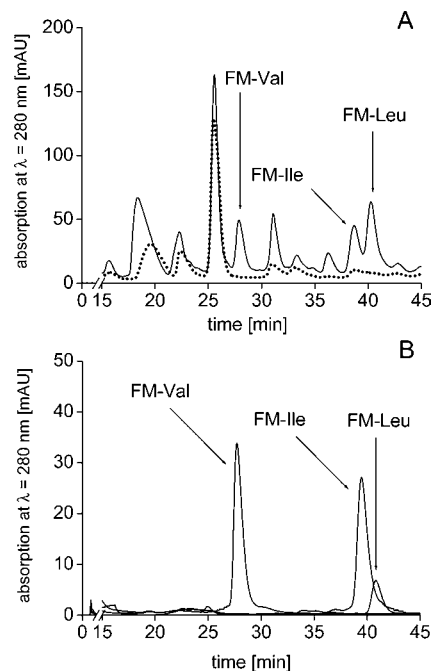 A
absorption at λ = 280 nm [mAU]
200
150
100
50
0
FM-Val
FM-Leu
FM-Ile
0 15 20 25 30 35 40 45
time [min]
B
absorption at λ = 280 nm [mAU]
50
40
30
20
10
0
FM-Val
FM-Ile
FM-Leu
0 15 20 25 30 35 40 45
time [min]